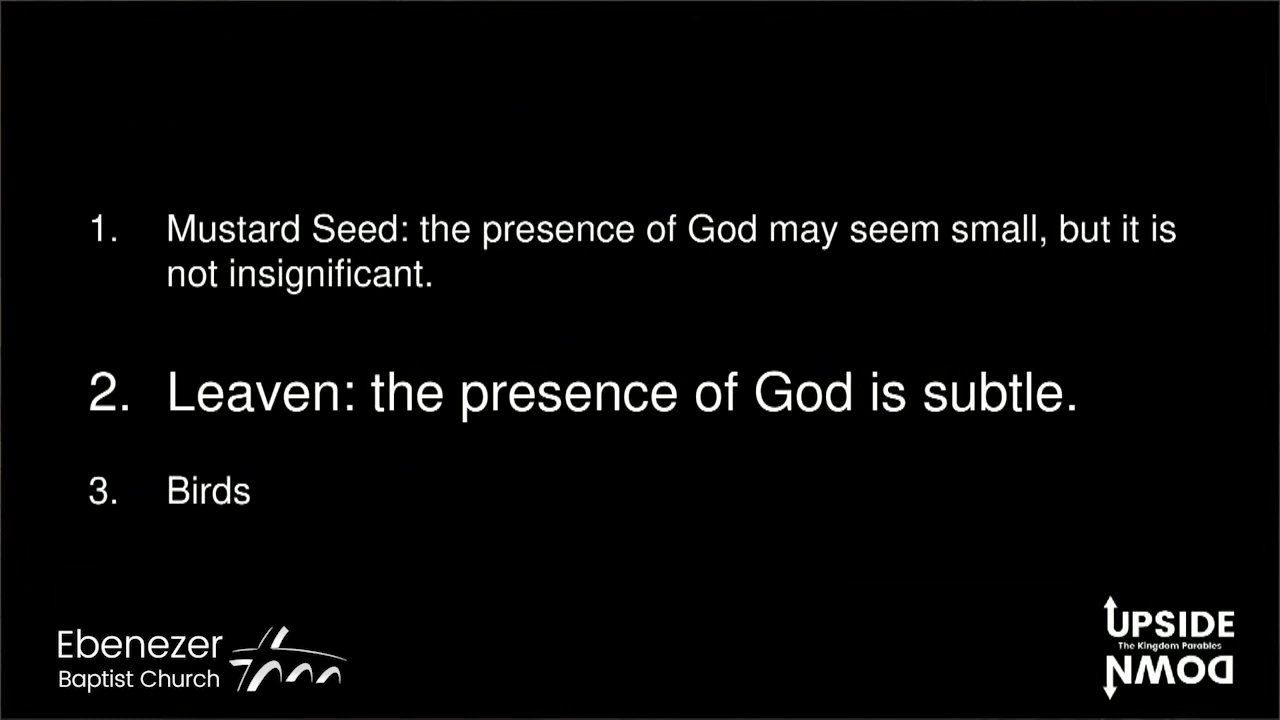 1. Mustard Seed: the presence of God may seem small, but it is
not insignificant.
2. Leaven: the presence of God is subtle.
3. Birds
Ebenezer
Baptist Church
UPSIDE
The Kingdom Parables
DOWN